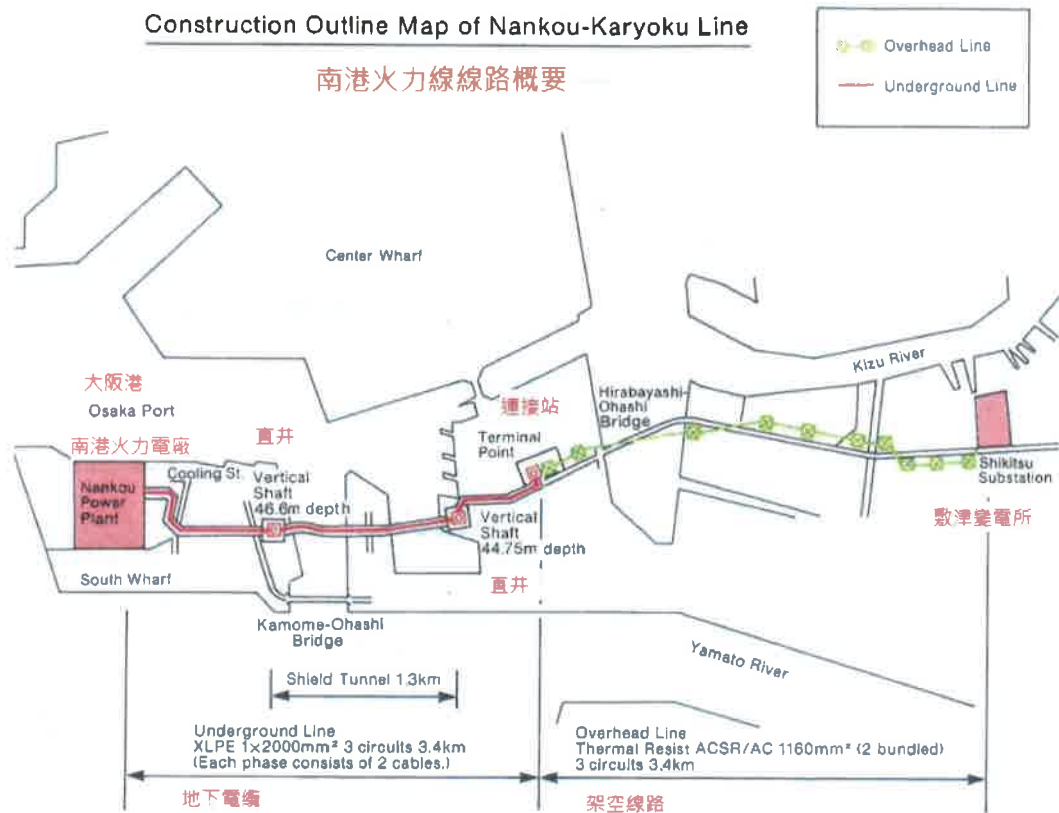 Construction Outline Map of Nankou-Karyoku Line
南港火力線線路概要
Overhead Line
Underground Line
Center Wharf
Kizu River
大阪港
Osaka Port
連接站
Hirabayashi-
Ohashi
Bridge
南港火力電廠
直井
Terminal
Point
Cooling St.
Vertical
Shaft
46.6m depth
Nankou
Power
Plant
Shikitsu
Substation
敷津變電所
Vertical
Shaft
44.75m depth
直井
South Wharf
Kamome-Ohashi
Bridge
Yamato River
Shield Tunnel 1.3km
Underground Line
XLPE 1×2000mm² 3 circuits 3.4km
(Each phase consists of 2 cables.)
Overhead Line
Thermal Resist ACSR/AC 1160mm² (2 bundled)
3 circuits 3.4km
地下電纜
架空線路